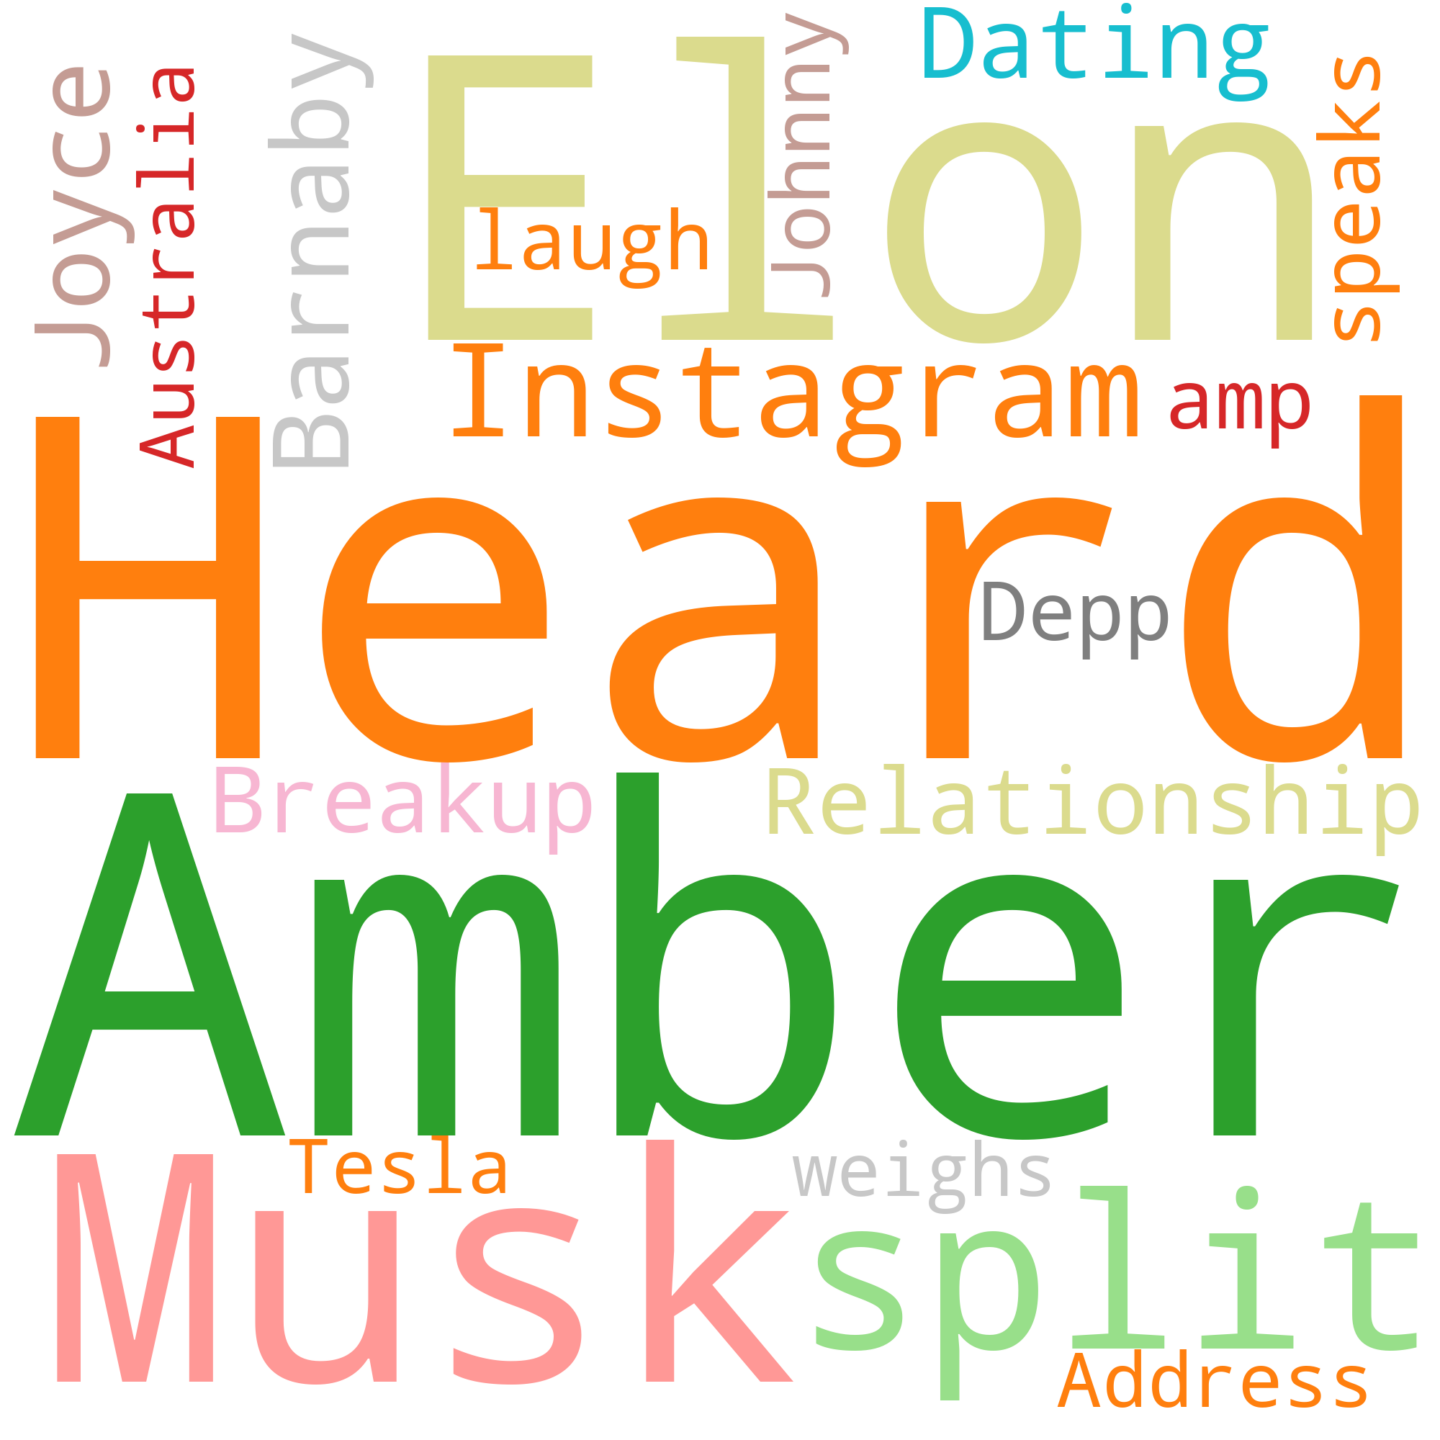 Joyce
Australia
Barnaby
Elon
laugh
Johnny
Dating
speaks
Instagram
amp
Heard
Depp
Breakup
Relationship
Amber
Tesla
weighs
Musk
split
Address